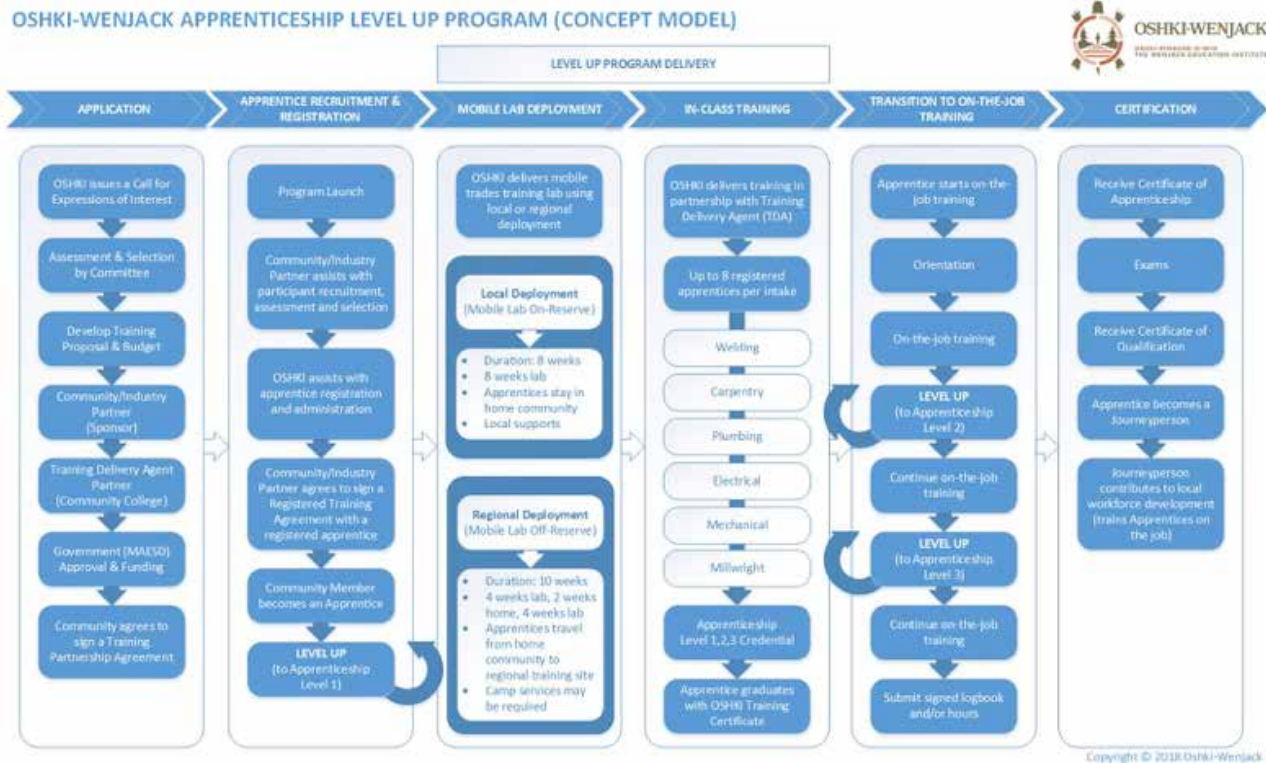 OSHKI-WENJACK APPRENTICESHIP LEVEL UP PROGRAM (CONCEPT MODEL)
OSHKI-WENJACK
THE WENJACK EDUCATION INSTITUTE
LEVEL UP PROGRAM DELIVERY
APPLICATION
APPRENTICE RECRUITMENT &
REGISTRATION
MOBILE LAB DEPLOYMENT
IN-CLASS TRAINING
TRANSITION TO ON-THE-JOB
TRAINING
CERTIFICATION
OSHKI issues a Call for
Expressions of Interest
Assessment & Selection
by Committee
Develop Training
Proposal & Budget
Community/Industry
Partner
(Sponsor)
Training Delivery Agent
Partner
(Community College)
Government (MAESD)
Approval & Funding
Community agrees to
sign a Training
Partnership Agreement
Program Launch
Community/Industry
Partner assists with
participant recruitment,
assessment and selection
OSHKI assists with
apprentice registration
and administration
Community/Industry
Partner agrees to sign a
Registered Training
Agreement with a
registered apprentice
Community Member
becomes an Apprentice
LEVEL UP
(to Apprenticeship
Level 1)
OSHKI delivers mobile
trades training lab using
local or regional
deployment
Local Deployment
(Mobile Lab On-Reserve)
• Duration: 8 weeks
• 8 weeks lab
• Apprentices stay in
home community
• Local supports
Regional Deployment
(Mobile Lab Off-Reserve)
• Duration: 10 weeks
• 4 weeks lab, 2 weeks
home, 4 weeks lab
• Apprentices travel
from home
community to
regional training site
• Camp services may
be required
OSHKI delivers training in
partnership with Training
Delivery Agent (TDA)
Up to 8 registered
apprentices per intake
Welding
Carpentry
Plumbing
Electrical
Mechanical
Millwright
Apprenticeship
Level 1,2,3 Credential
Apprentice graduates
with OSHKI Training
Certificate
Apprentice starts on-the-
job training
Orientation
On-the-job training
LEVEL UP
(to Apprenticeship
Level 2)
Continue on-the-job
training
LEVEL UP
(to Apprenticeship
Level 3)
Continue on-the-job
training
Submit signed logbook
and/or hours
Receive Certificate of
Apprenticeship
Exams
Receive Certificate of
Qualification
Apprentice becomes a
Journeyperson
Journeyperson
contributes to local
workforce development
(trains Apprentices on
the job)
Copyright © 2018 Oshki-Wenjack